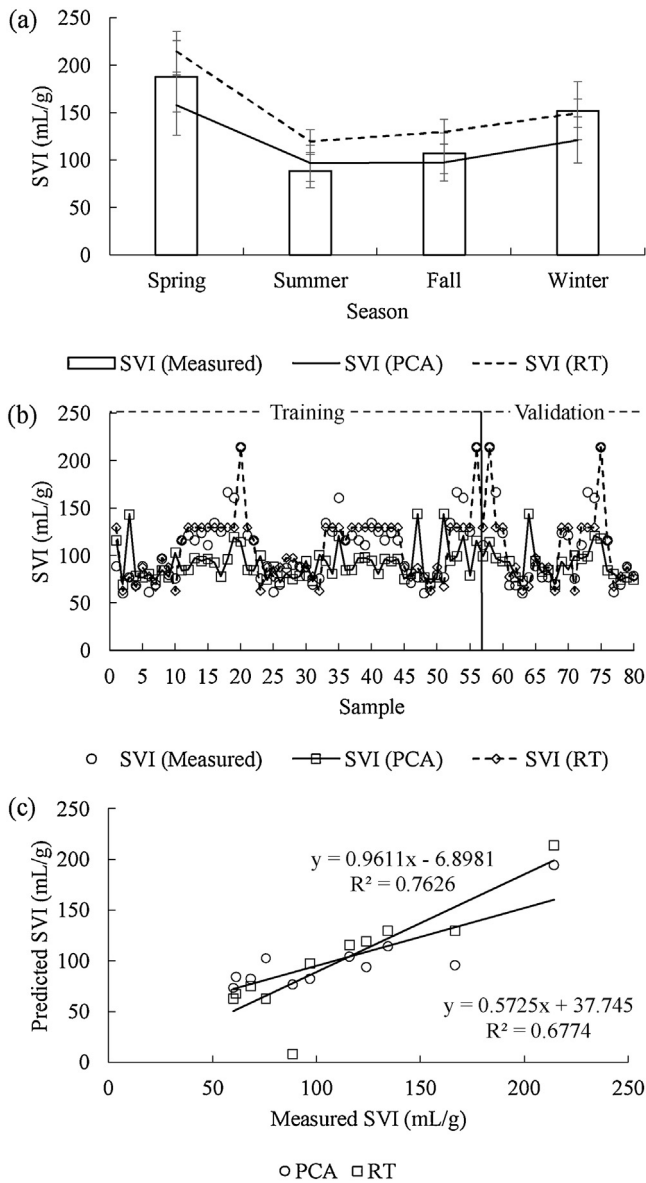 (a)
250
200
150
100
50
0
SVI (mL/g)
Spring Summer Fall Winter
Season
SVI (Measured) SVI (PCA) SVI (RT)
(b)
250
200
150
100
50
0
SVI (mL/g)
Training Validation
0 5 10 15 20 25 30 35 40 45 50 55 60 65 70 75 80
Sample
SVI (Measured) SVI (PCA) SVI (RT)
(c)
250
200
150
100
50
0
Predicted SVI (mL/g)
y = 0.9611x - 6.8981
R² = 0.7626
y = 0.5725x + 37.745
R² = 0.6774
0 50 100 150 200 250
Measured SVI (mL/g)
PCA RT